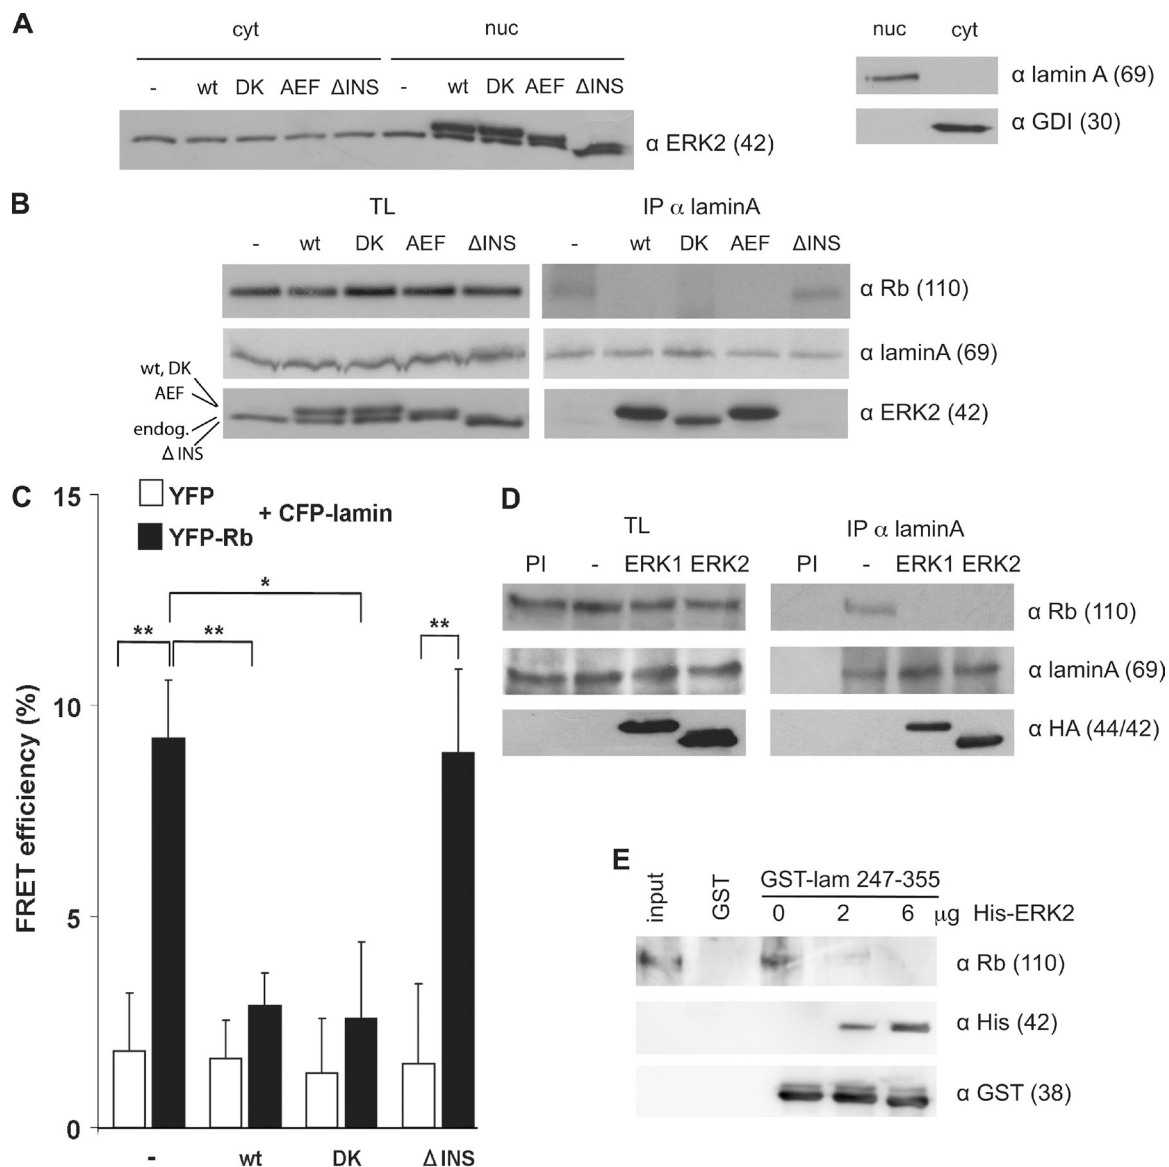 A
cyt nuc
- wt DK AEF ΔINS - wt DK AEF ΔINS
α ERK2 (42)
nuc cyt
α lamin A (69)
α GDI (30)
B
TL IP α laminA
- wt DK AEF ΔINS - wt DK AEF ΔINS
α Rb (110)
α laminA (69)
wt, DK
AEF
endog.
Δ INS
α ERK2 (42)
C
YFP
YFP-Rb
+ CFP-lamin
15
10
5
0
FRET efficiency (%)
*
** ** **
- wt DK Δ INS
D
TL IP α laminA
PI - ERK1 ERK2 PI - ERK1 ERK2
α Rb (110)
α laminA (69)
α HA (44/42)
E
input GST GST-lam 247-355
0 2 6 μg His-ERK2
α Rb (110)
α His (42)
α GST (38)